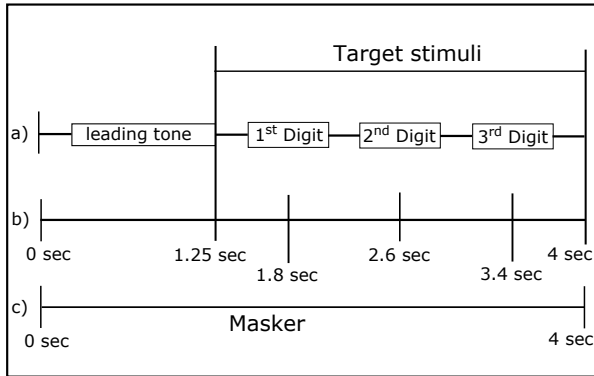 Target stimuli
a) leading tone 1st Digit 2nd Digit 3rd Digit
b)
0 sec 1.25 sec 2.6 sec 4 sec
1.8 sec 3.4 sec
c)
Masker
0 sec 4 sec